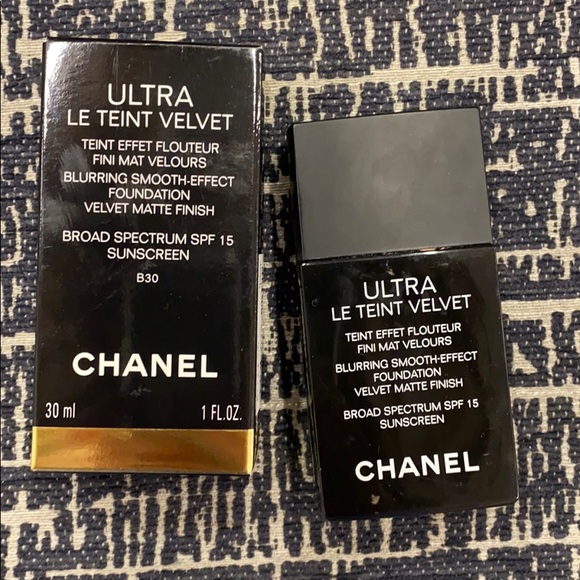 ULTRA
LE TEINT VELVET
TEINT EFFET FLOUTEUR
FINI MAT VELOURS
BLURRING SMOOTH-EFFECT
FOUNDATION
VELVET MATTE FINISH
BROAD SPECTRUM SPF 15
SUNSCREEN
B30
CHANEL
30 ml 1 FL.OZ.
ULTRA
LE TEINT VELVET
TEINT EFFET FLOUTEUR
FINI MAT VELOURS
BLURRING SMOOTH-EFFECT
FOUNDATION
VELVET MATTE FINISH
BROAD SPECTRUM SPF 15
SUNSCREEN
CHANEL